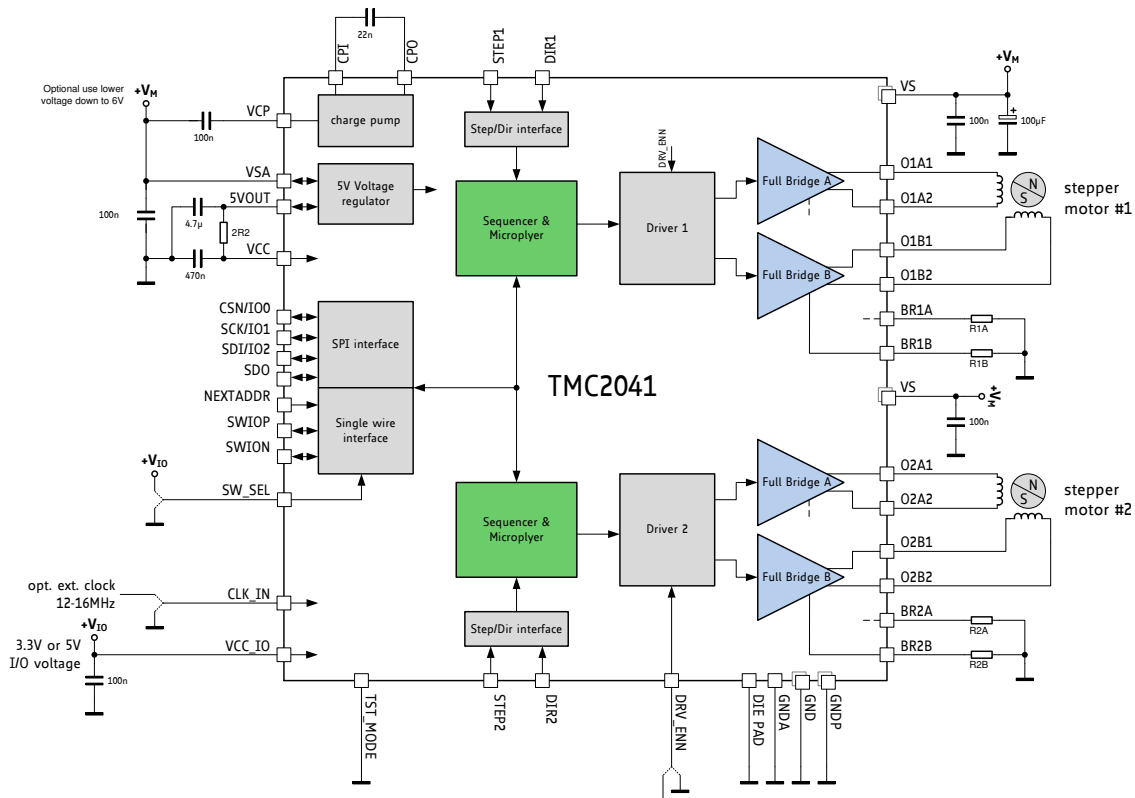 22n
CPI
CPO
STEP1
DIR1
+VM
VS
100n
100µF
Optional use lower
voltage down to 6V
+VM
VCP
100n
charge pump
Step/Dir interface
DRV_ENN
VSA
5VOUT
5V Voltage
regulator
100n
4.7µ
2R2
470n
VCC
Sequencer &
Microplyer
Driver 1
Full Bridge A
Full Bridge B
O1A1
O1A2
O1B1
O1B2
N
S
stepper
motor #1
BR1A
R1A
BR1B
R1B
CSN/IO0
SCK/IO1
SDI/IO2
SDO
SPI interface
NEXTADDR
SWIOP
SWION
Single wire
interface
TMC2041
VS
+VM
100n
+VIO
SW_SEL
Sequencer &
Microplyer
Driver 2
Full Bridge A
Full Bridge B
O2A1
O2A2
O2B1
O2B2
N
S
stepper
motor #2
BR2A
R2A
BR2B
R2B
opt. ext. clock
12-16MHz
CLK_IN
+VIO
3.3V or 5V
I/O voltage
VCC_IO
100n
Step/Dir interface
TST_MODE
STEP2
DIR2
DRV_ENN
DIE PAD
GNDA
GND
GNDP